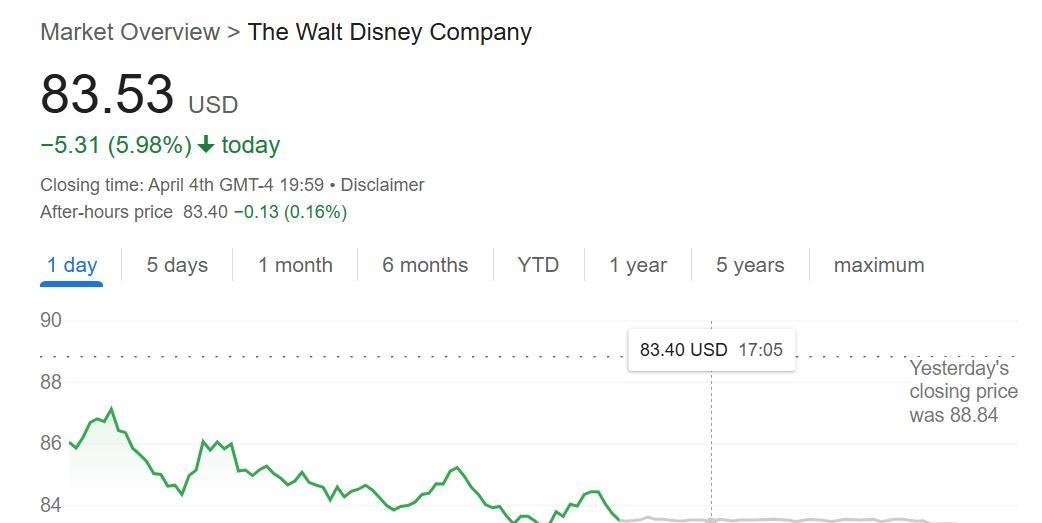 Market Overview > The Walt Disney Company
83.53 USD
−5.31 (5.98%) ↓ today
Closing time: April 4th GMT-4 19:59 • Disclaimer
After-hours price 83.40 −0.13 (0.16%)
1 day 5 days 1 month 6 months YTD 1 year 5 years maximum
90
83.40 USD 17:05
Yesterday's
closing price
was 88.84
88
86
84